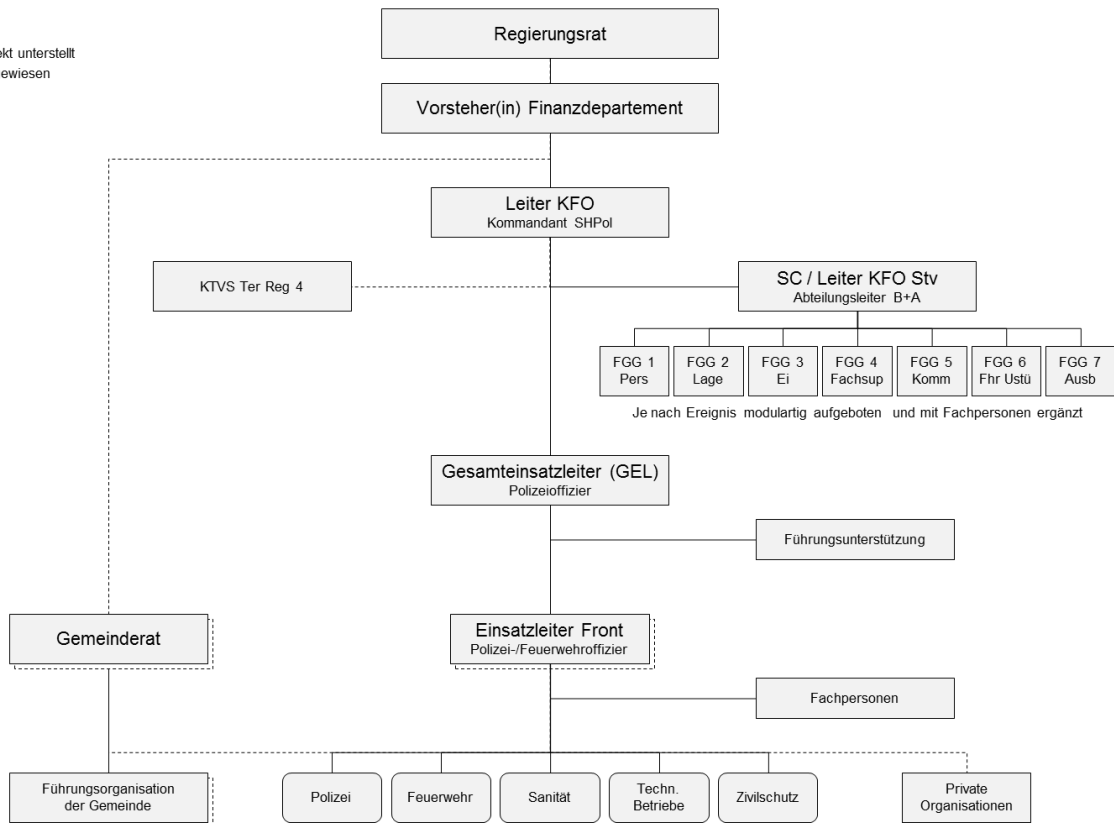 Regierungsrat
ekt unterstellt
ewiesen
Vorsteher(in) Finanzdepartement
Leiter KFO
Kommandant SHPol
KTVS Ter Reg 4
SC / Leiter KFO Stv
Abteilungsleiter B+A
FGG 1
Pers
FGG 2
Lage
FGG 3
Ei
FGG 4
Fachsup
FGG 5
Komm
FGG 6
Fhr Ustü
FGG 7
Ausb
Je nach Ereignis modulartig aufgeboten und mit Fachpersonen ergänzt
Gesamteinsatzleiter (GEL)
Polizeioffizier
Führungsunterstützung
Gemeinderat
Einsatzleiter Front
Polizei-/Feuerwehroffizier
Fachpersonen
Führungsorganisation
der Gemeinde
Polizei
Feuerwehr
Sanität
Techn.
Betriebe
Zivilschutz
Private
Organisationen